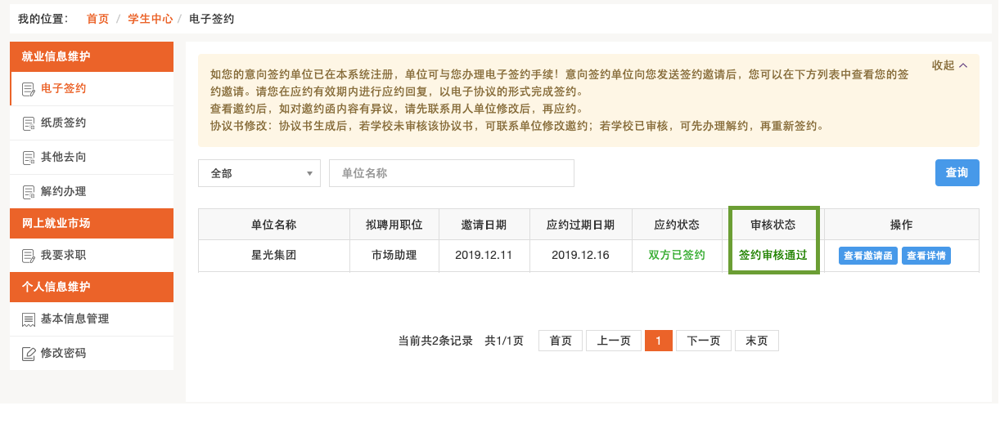 我的位置： 首页 / 学生中心 / 电子签约
就业信息维护
电子签约
纸质签约
其他去向
解约办理
网上就业市场
我要求职
个人信息维护
基本信息管理
修改密码
收起
如您的意向签约单位已在本系统注册，单位可与您办理电子签约手续！意向签约单位向您发送签约邀请后，您可以在下方列表中查看您的签
约邀请。请您在应约有效期内进行应约回复，以电子协议的形式完成签约。
查看邀约后，如对邀约函内容有异议，请先联系用人单位修改后，再应约。
协议书修改：协议书生成后，若学校未审核该协议书，可联系单位修改邀约；若学校已审核，可先办理解约，再重新签约。
全部 单位名称 查询
单位名称 拟聘用职位 邀请日期 应约过期日期 应约状态 审核状态 操作
星光集团 市场助理 2019.12.11 2019.12.16 双方已签约 签约审核通过 查看邀请函 查看详情
当前共2条记录 共1/1页 首页 上一页 1 下一页 末页